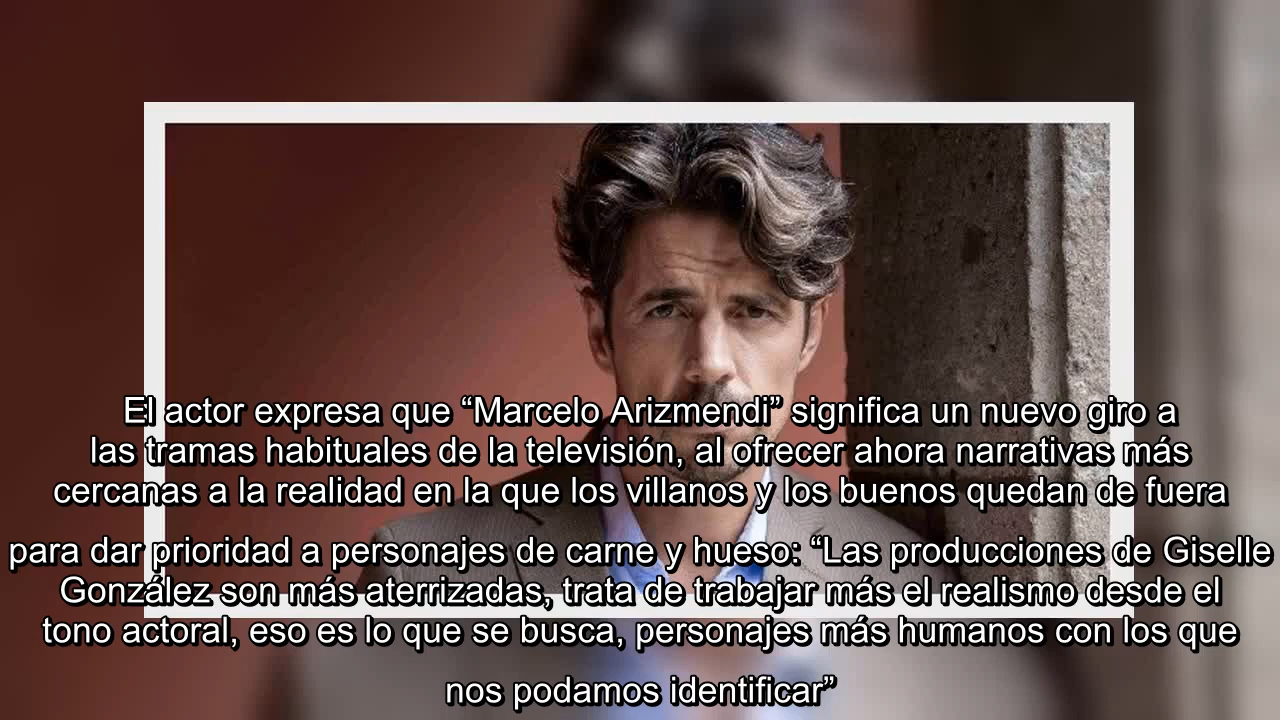 El actor expresa que “Marcelo Arizmendi” significa un nuevo giro a
las tramas habituales de la televisión, al ofrecer ahora narrativas más
cercanas a la realidad en la que los villanos y los buenos quedan de fuera
para dar prioridad a personajes de carne y hueso: “Las producciones de Giselle
González son más aterrizadas, trata de trabajar más el realismo desde el
tono actoral, eso es lo que se busca, personajes más humanos con los que
nos podamos identificar”